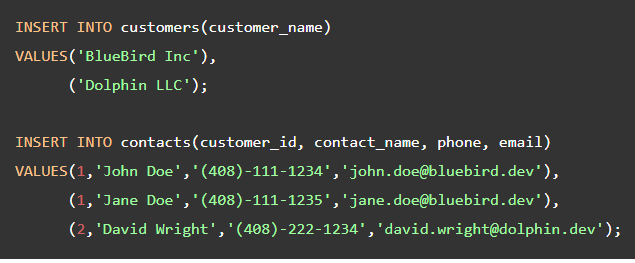 INSERT INTO customers(customer_name)
VALUES('BlueBird Inc'),
('Dolphin LLC');
INSERT INTO contacts(customer_id, contact_name, phone, email)
VALUES(1,'John Doe','(408)-111-1234','john.doe@bluebird.dev'),
(1,'Jane Doe','(408)-111-1235','jane.doe@bluebird.dev'),
(2,'David Wright','(408)-222-1234','david.wright@dolphin.dev');